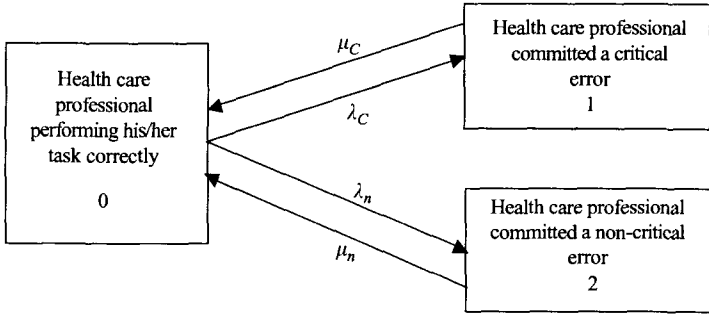 Health care
professional
performing his/her
task correctly
0
μ_C
λ_C
λ_n
μ_n
Health care professional
committed a critical
error
1
Health care professional
committed a non-critical
error
2